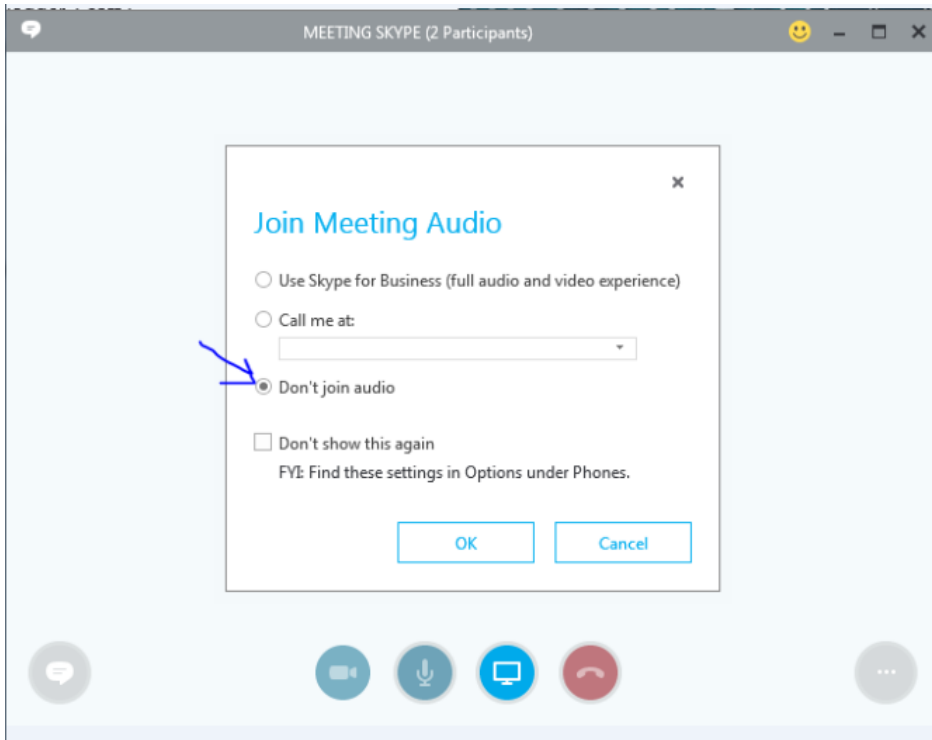 MEETING SKYPE (2 Participants)
Join Meeting Audio
Use Skype for Business (full audio and video experience)
Call me at:
Don't join audio
Don't show this again
FYI: Find these settings in Options under Phones.
OK
Cancel